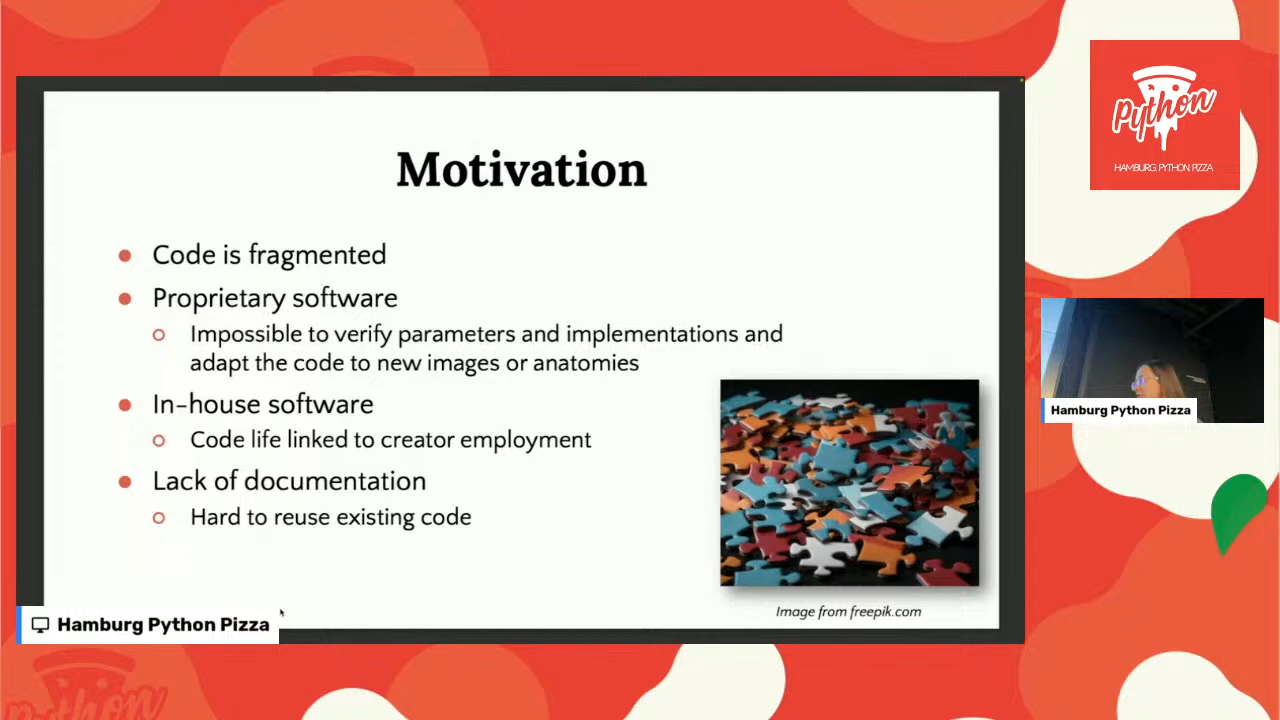 Motivation
Code is fragmented
Proprietary software
Impossible to verify parameters and implementations and
adapt the code to new images or anatomies
In-house software
Code life linked to creator employment
Lack of documentation
Hard to reuse existing code
Image from freepik.com
Hamburg Python Pizza
Python
HAMBURG PYTHON PIZZA
Hamburg Python Pizza
Python